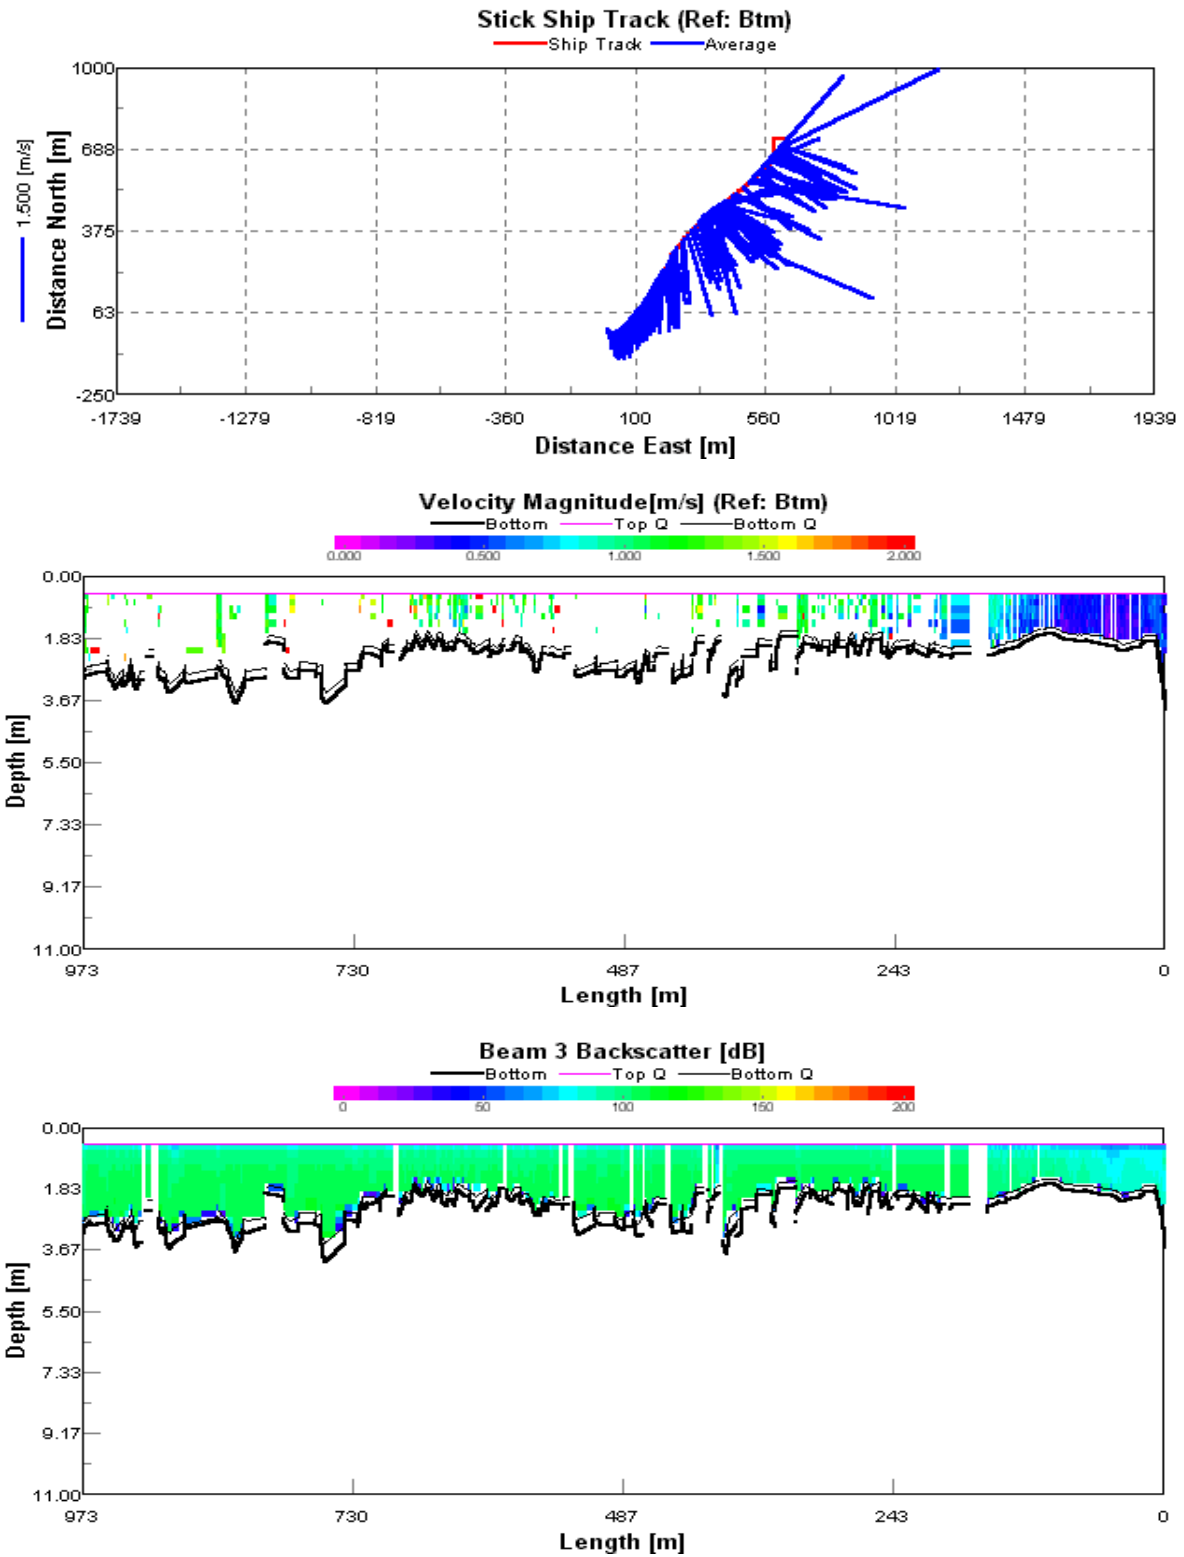 Stick Ship Track (Ref: Btm)
Ship Track Average
1000
688
375
63
-250
1.500 [m/s]
Distance North [m]
-1739 -1279 -819 -360 100 560 1019 1479 1939
Distance East [m]
Velocity Magnitude[m/s] (Ref: Btm)
Bottom Top Q Bottom Q
0.000 0.500 1.000 1.500 2.000
0.00
1.83
3.67
5.50
7.33
9.17
11.00
Depth [m]
973 730 487 243 0
Length [m]
Beam 3 Backscatter [dB]
Bottom Top Q Bottom Q
0 50 100 150 200
0.00
1.83
3.67
5.50
7.33
9.17
11.00
Depth [m]
973 730 487 243 0
Length [m]